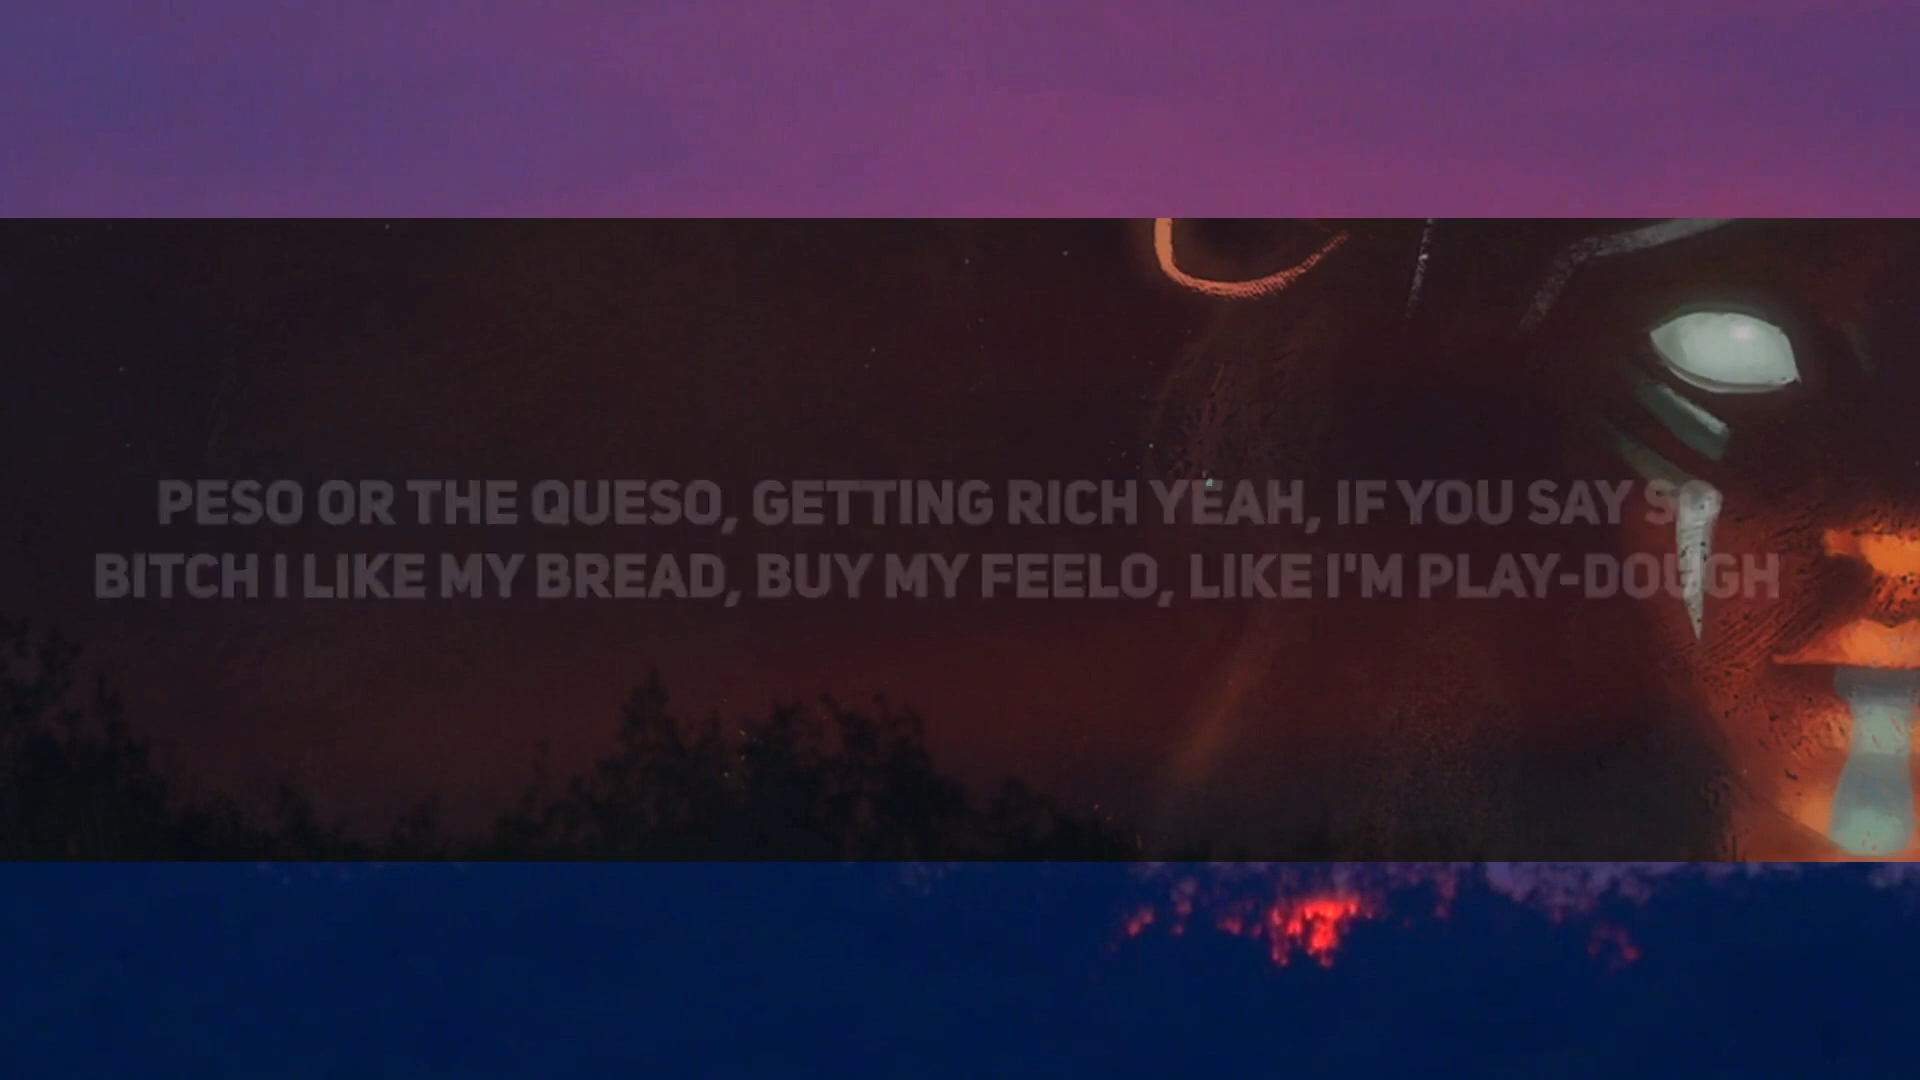 PESO OR THE QUESO, GETTING RICH YEAH, IF YOU SAY SO
BITCH I LIKE MY BREAD, BUY MY FEELO, LIKE I'M PLAY-DOUGH